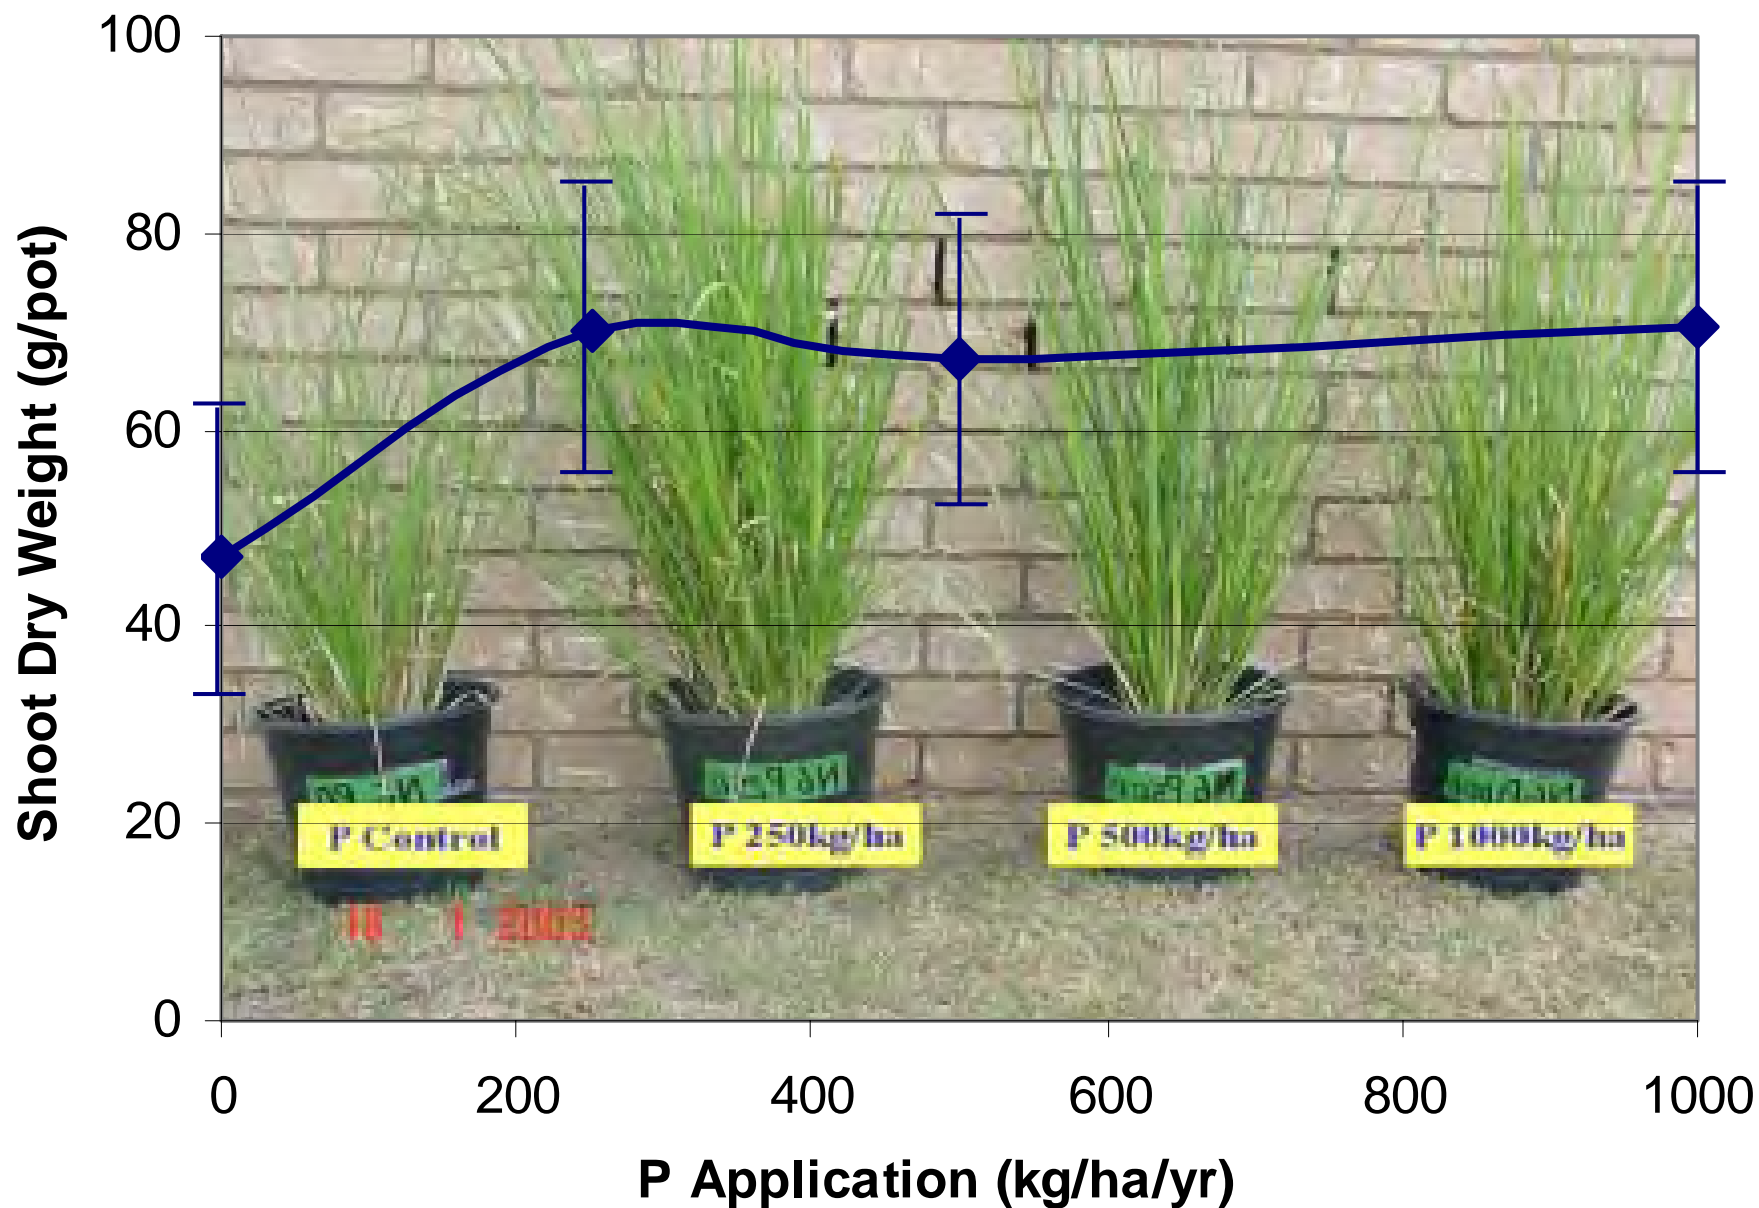 100
80
60
40
20
0
Shoot Dry Weight (g/pot)
P Control
P 250kg/ha
P 500kg/ha
P 1000kg/ha
0 200 400 600 800 1000
P Application (kg/ha/yr)